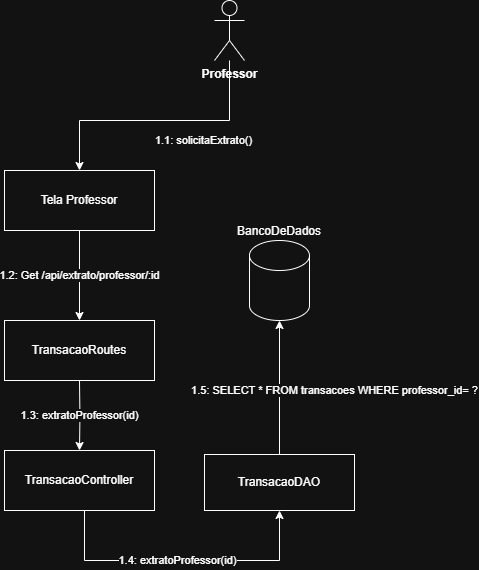 Professor
1.1: solicitaExtrato()
Tela Professor
BancoDeDados
1.2: Get /api/extrato/professor/:id
TransacaoRoutes
1.5: SELECT * FROM transacoes WHERE professor_id= ?
1.3: extratoProfessor(id)
TransacaoController
TransacaoDAO
1.4: extratoProfessor(id)